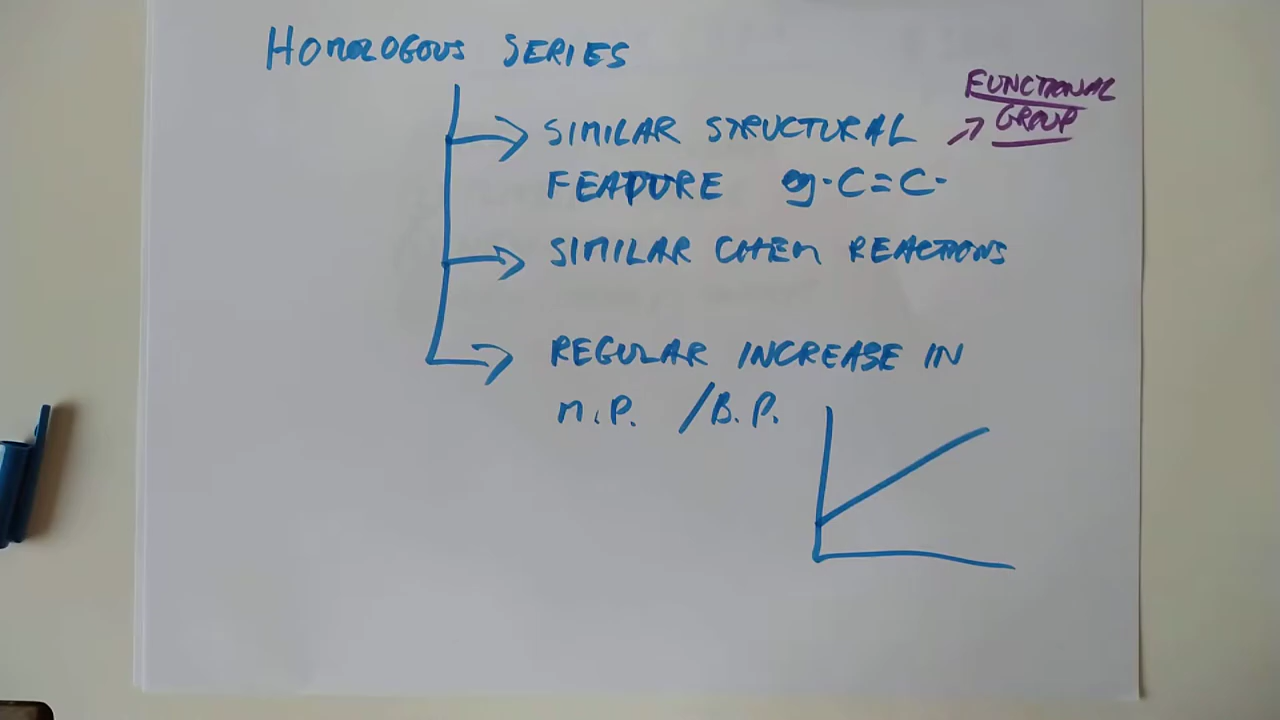 HOMOLOGOUS SERIES
FUNCTIONAL
GROUP
SIMILAR STRUCTURAL
FEATURE eg -C=C-
SIMILAR CHEM REACTIONS
REGULAR INCREASE IN
M.P. /B.P.